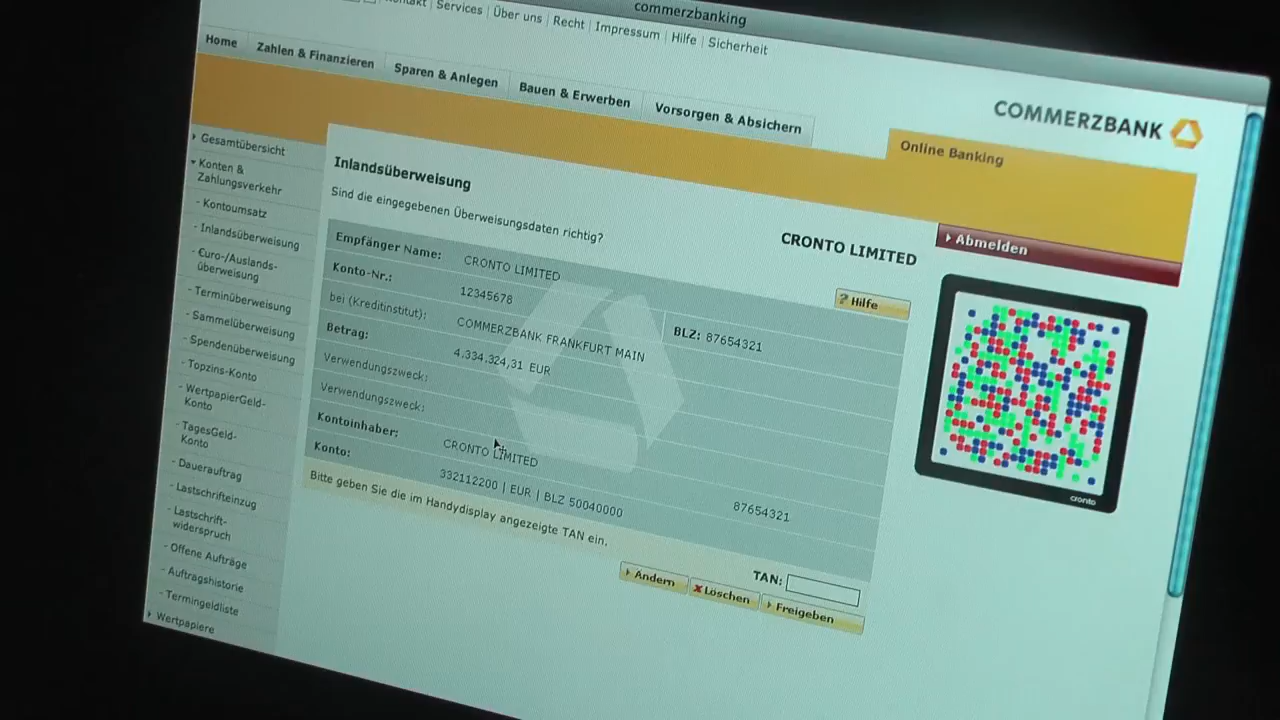 commerzbanking
Kontakt | Services | Über uns | Recht | Impressum | Hilfe | Sicherheit
Home
Zahlen & Finanzieren
Sparen & Anlegen
Bauen & Erwerben
Vorsorgen & Absichern
COMMERZBANK
Online Banking
Gesamtübersicht
Konten &
Zahlungsverkehr
- Kontoumsatz
- Inlandsüberweisung
- €uro-/Auslands-
überweisung
- Terminüberweisung
- Sammelüberweisung
- Spendenüberweisung
- Topzins-Konto
- WertpapierGeld-
Konto
- TagesGeld-
Konto
- Dauerauftrag
- Lastschrifteinzug
- Lastschrift-
widerspruch
- Offene Aufträge
- Auftragshistorie
- Termingeldliste
Wertpapiere
Inlandsüberweisung
Sind die eingegebenen Überweisungsdaten richtig?
CRONTO LIMITED
Abmelden
? Hilfe
Empfänger Name: CRONTO LIMITED
Konto-Nr.: 12345678
BLZ: 87654321
bei (Kreditinstitut): COMMERZBANK FRANKFURT MAIN
Betrag: 4.334.324,31 EUR
Verwendungszweck:
Verwendungszweck:
Kontoinhaber: CRONTO LIMITED
Konto: 332112200 | EUR | BLZ 50040000
87654321
Bitte geben Sie die im Handydisplay angezeigte TAN ein.
TAN:
Ändern
x Löschen
Freigeben
cronto